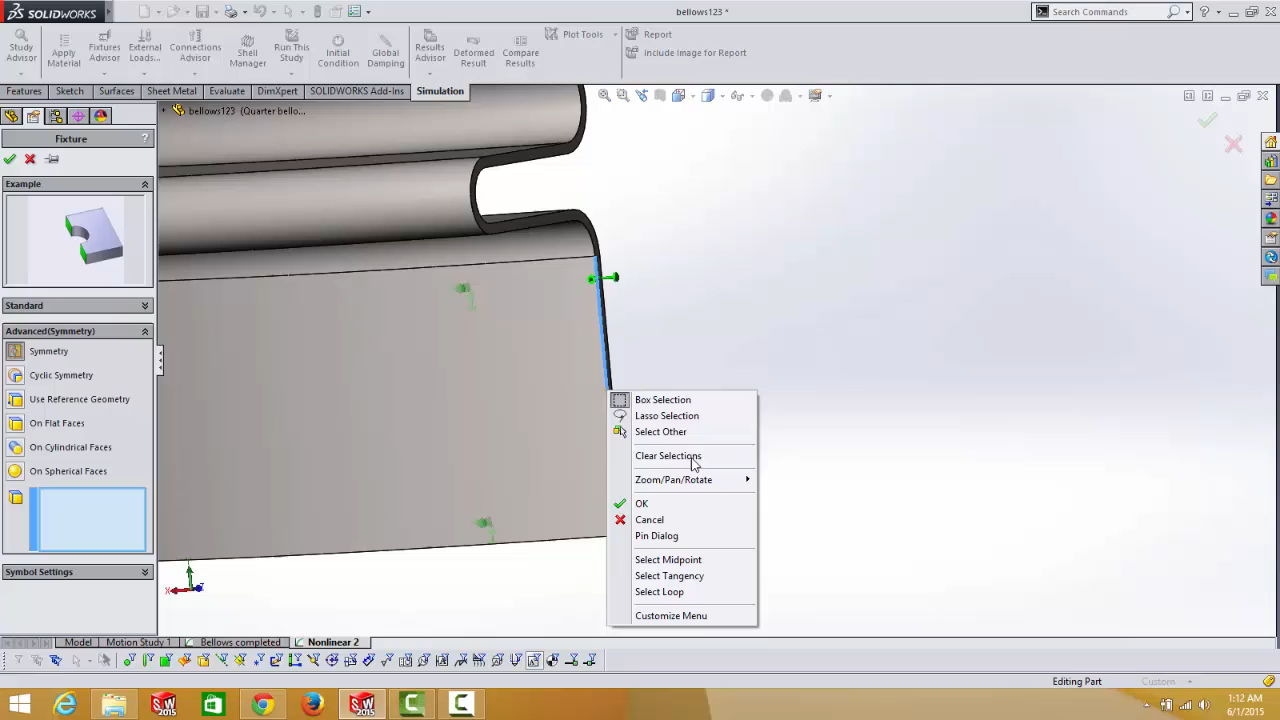 SOLIDWORKS
bellows123 *
Search Commands
Study Advisor
Apply Material
Fixtures Advisor
External Loads...
Connections Advisor
Shell Manager
Run This Study
Initial Condition
Global Damping
Results Advisor
Deformed Result
Compare Results
Plot Tools
Report
Include Image for Report
Features
Sketch
Surfaces
Sheet Metal
Evaluate
DimXpert
SOLIDWORKS Add-Ins
Simulation
bellows123 (Quarter bello...
Fixture
?
Example
Standard
Advanced(Symmetry)
Symmetry
Cyclic Symmetry
Use Reference Geometry
On Flat Faces
On Cylindrical Faces
On Spherical Faces
Symbol Settings
Box Selection
Lasso Selection
Select Other
Clear Selections
Zoom/Pan/Rotate
OK
Cancel
Pin Dialog
Select Midpoint
Select Tangency
Select Loop
Customize Menu
X
Z
Model
Motion Study 1
Bellows completed
Nonlinear 2
Editing Part
Custom
SW 2015
SW 2015
1:12 AM
6/1/2015